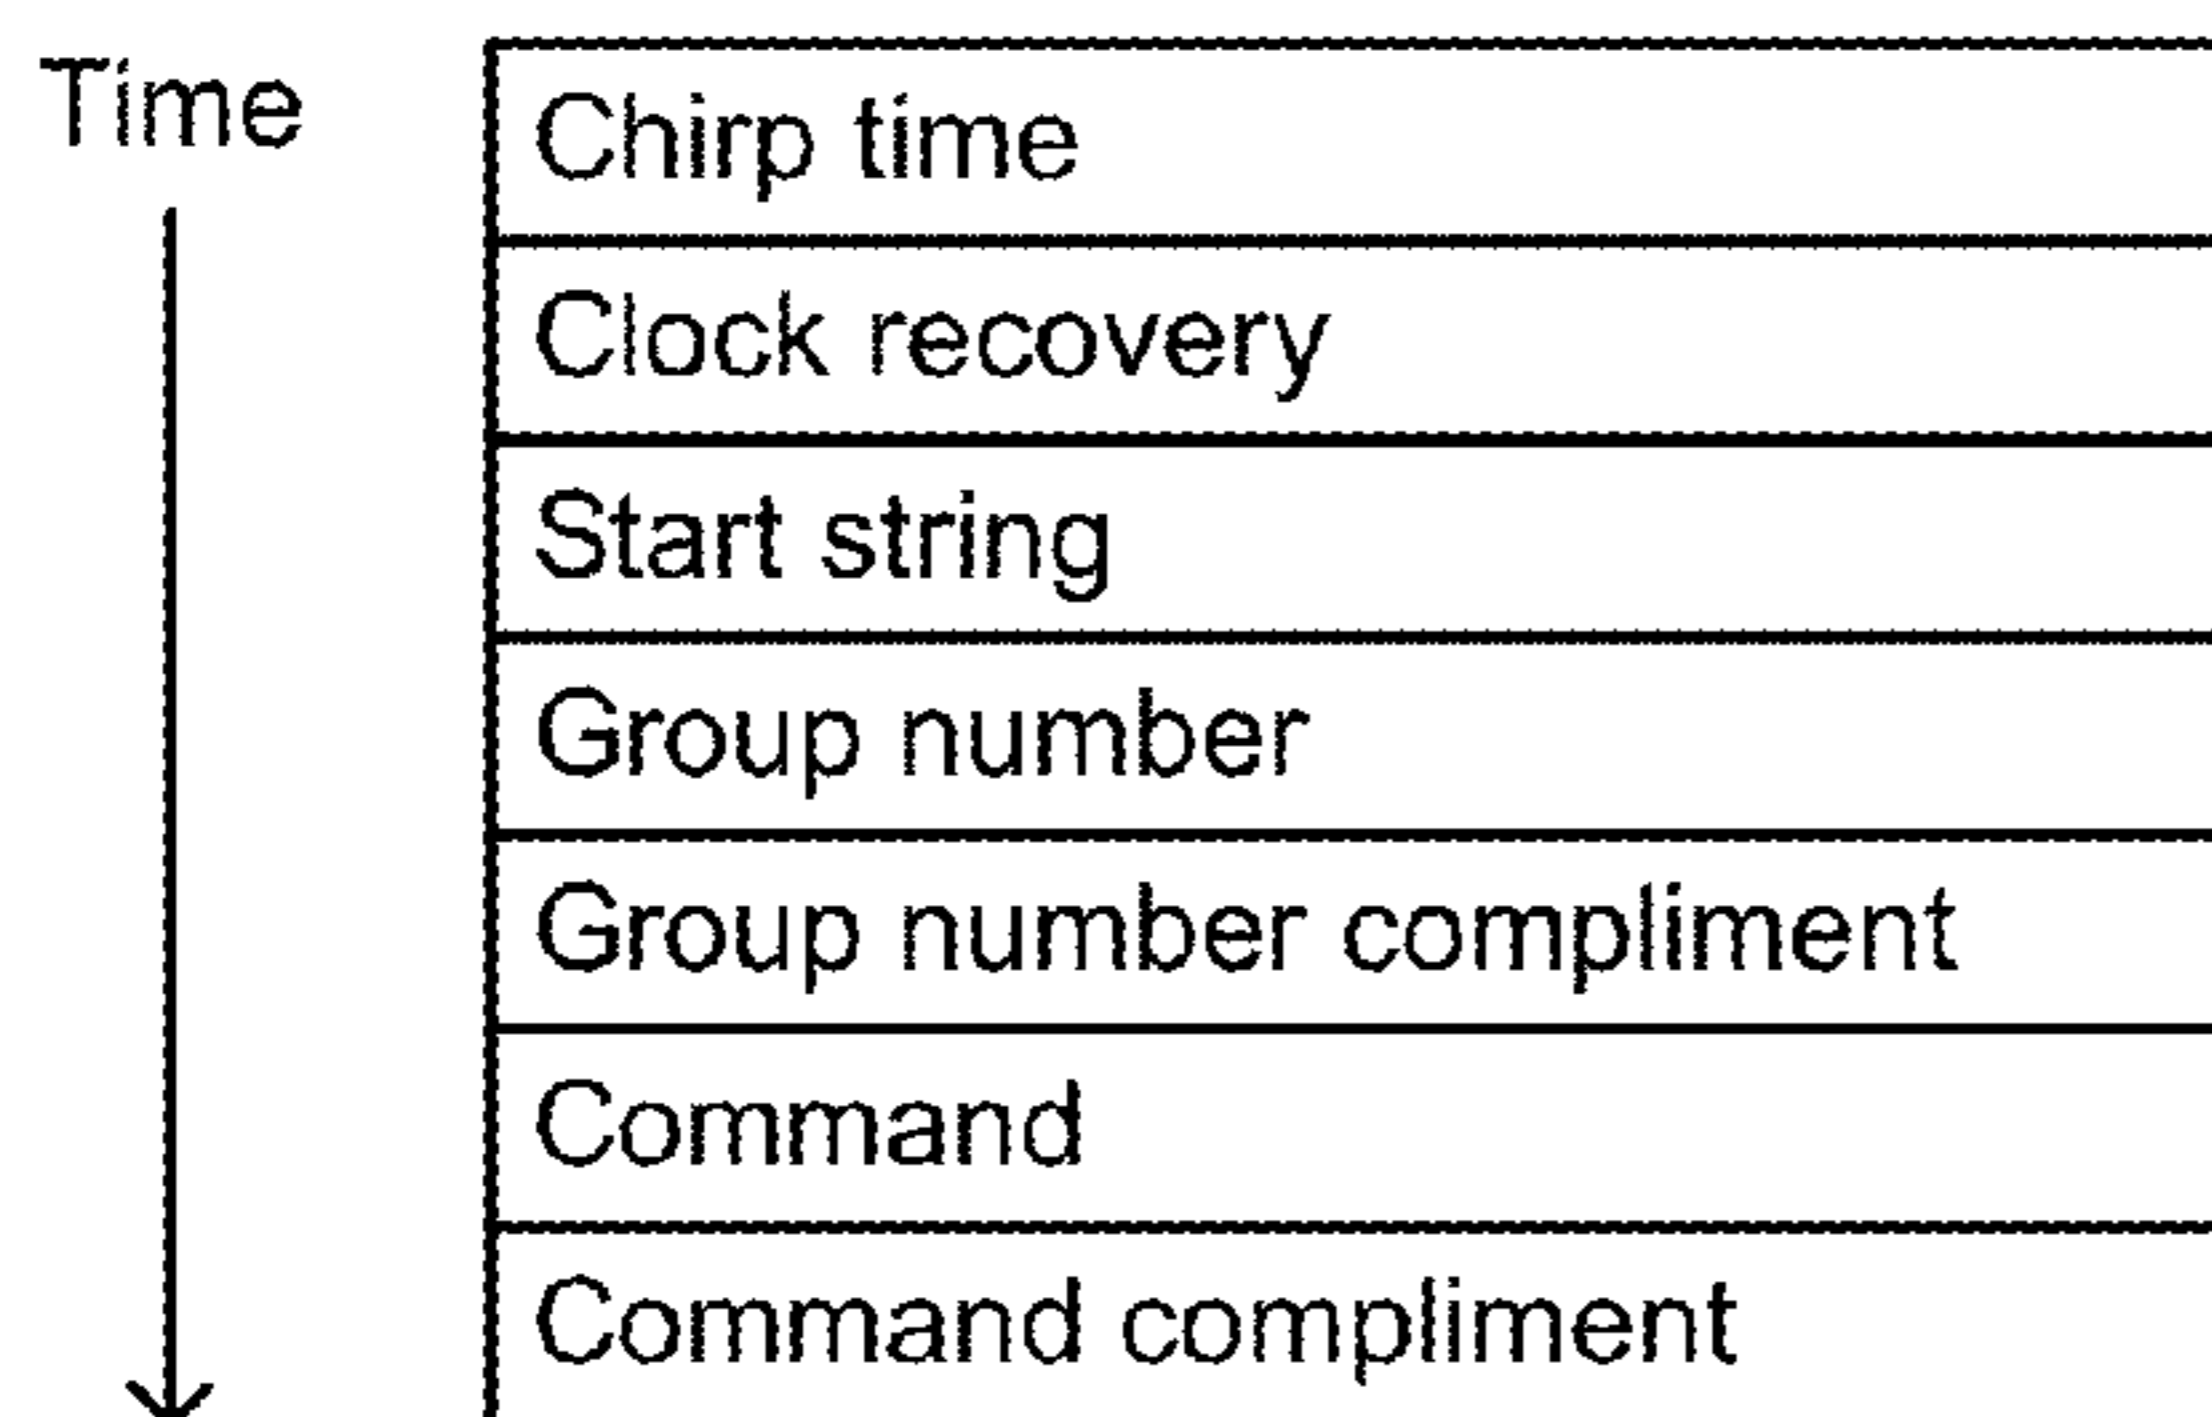 Time
Chirp time
Clock recovery
Start string
Group number
Group number compliment
Command
Command compliment